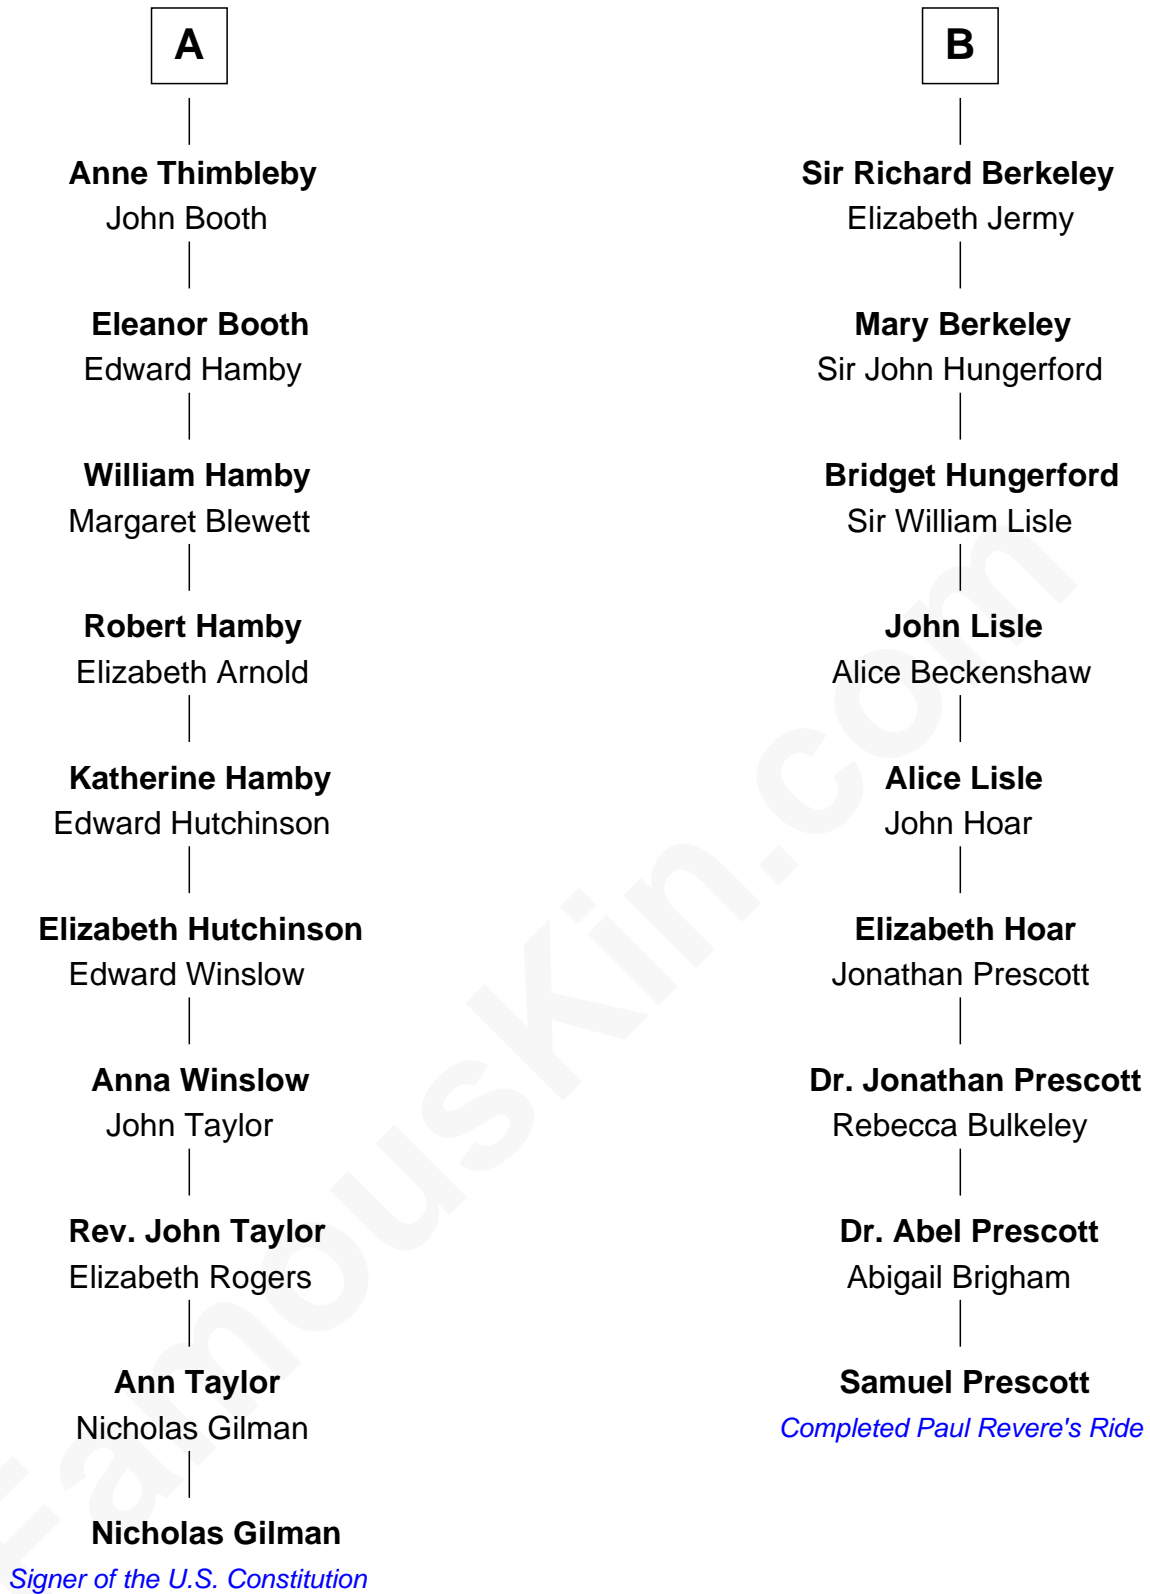 A
Anne Thimbleby
John Booth
Eleanor Booth
Edward Hamby
William Hamby
Margaret Blewett
Robert Hamby
Elizabeth Arnold
Katherine Hamby
Edward Hutchinson
Elizabeth Hutchinson
Edward Winslow
Anna Winslow
John Taylor
Rev. John Taylor
Elizabeth Rogers
Ann Taylor
Nicholas Gilman
Nicholas Gilman
Signer of the U.S. Constitution
B
Sir Richard Berkeley
Elizabeth Jermy
Mary Berkeley
Sir John Hungerford
Bridget Hungerford
Sir William Lisle
John Lisle
Alice Beckenshaw
Alice Lisle
John Hoar
Elizabeth Hoar
Jonathan Prescott
Dr. Jonathan Prescott
Rebecca Bulkeley
Dr. Abel Prescott
Abigail Brigham
Samuel Prescott
Completed Paul Revere's Ride
FamousKin.com